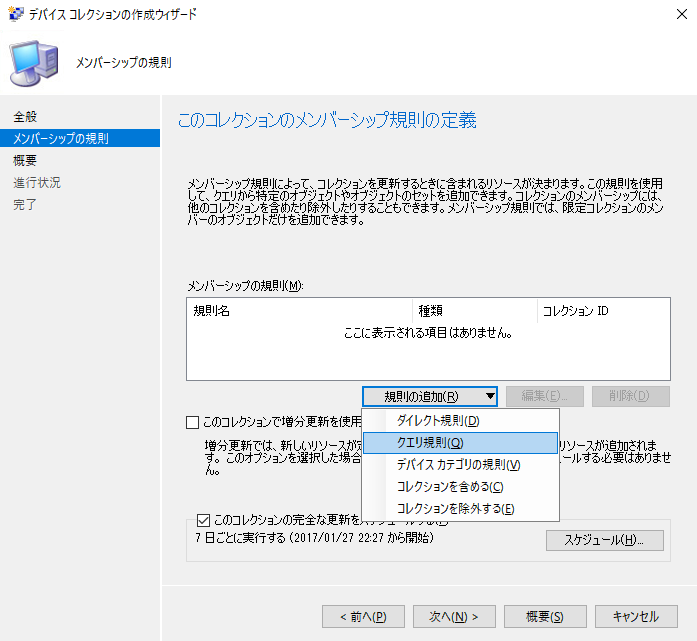 デバイス コレクションの作成ウィザード
メンバーシップの規則
全般
メンバーシップの規則
概要
進行状況
完了
このコレクションのメンバーシップ規則の定義
メンバーシップ規則によって、コレクションを更新するときに含まれるリソースが決まります。この規則を使用
して、クエリから特定のオブジェクトやオブジェクトのセットを追加できます。コレクションのメンバーシップには、
他のコレクションを含めたり除外したりすることもできます。メンバーシップ規則では、限定コレクションのメン
バーのオブジェクトだけを追加できます。
メンバーシップの規則(M):
規則名 種類 コレクション ID
ここに表示される項目はありません。
規則の追加(R) 編集(E)... 削除(D)
ダイレクト規則(D)
クエリ規則(Q)
デバイス カテゴリの規則(V)
コレクションを含める(C)
コレクションを除外する(E)
このコレクションで増分更新を使用
増分更新では、新しいリソースが リソースが追加されま
す。このオプションを選択した場合 ールする必要はありませ
ん。
このコレクションの完全な更新をスケジュールする(F)
7 日ごとに実行する (2017/01/27 22:27 から開始)
スケジュール(H)...
< 前へ(P) 次へ(N) > 概要(S) キャンセル